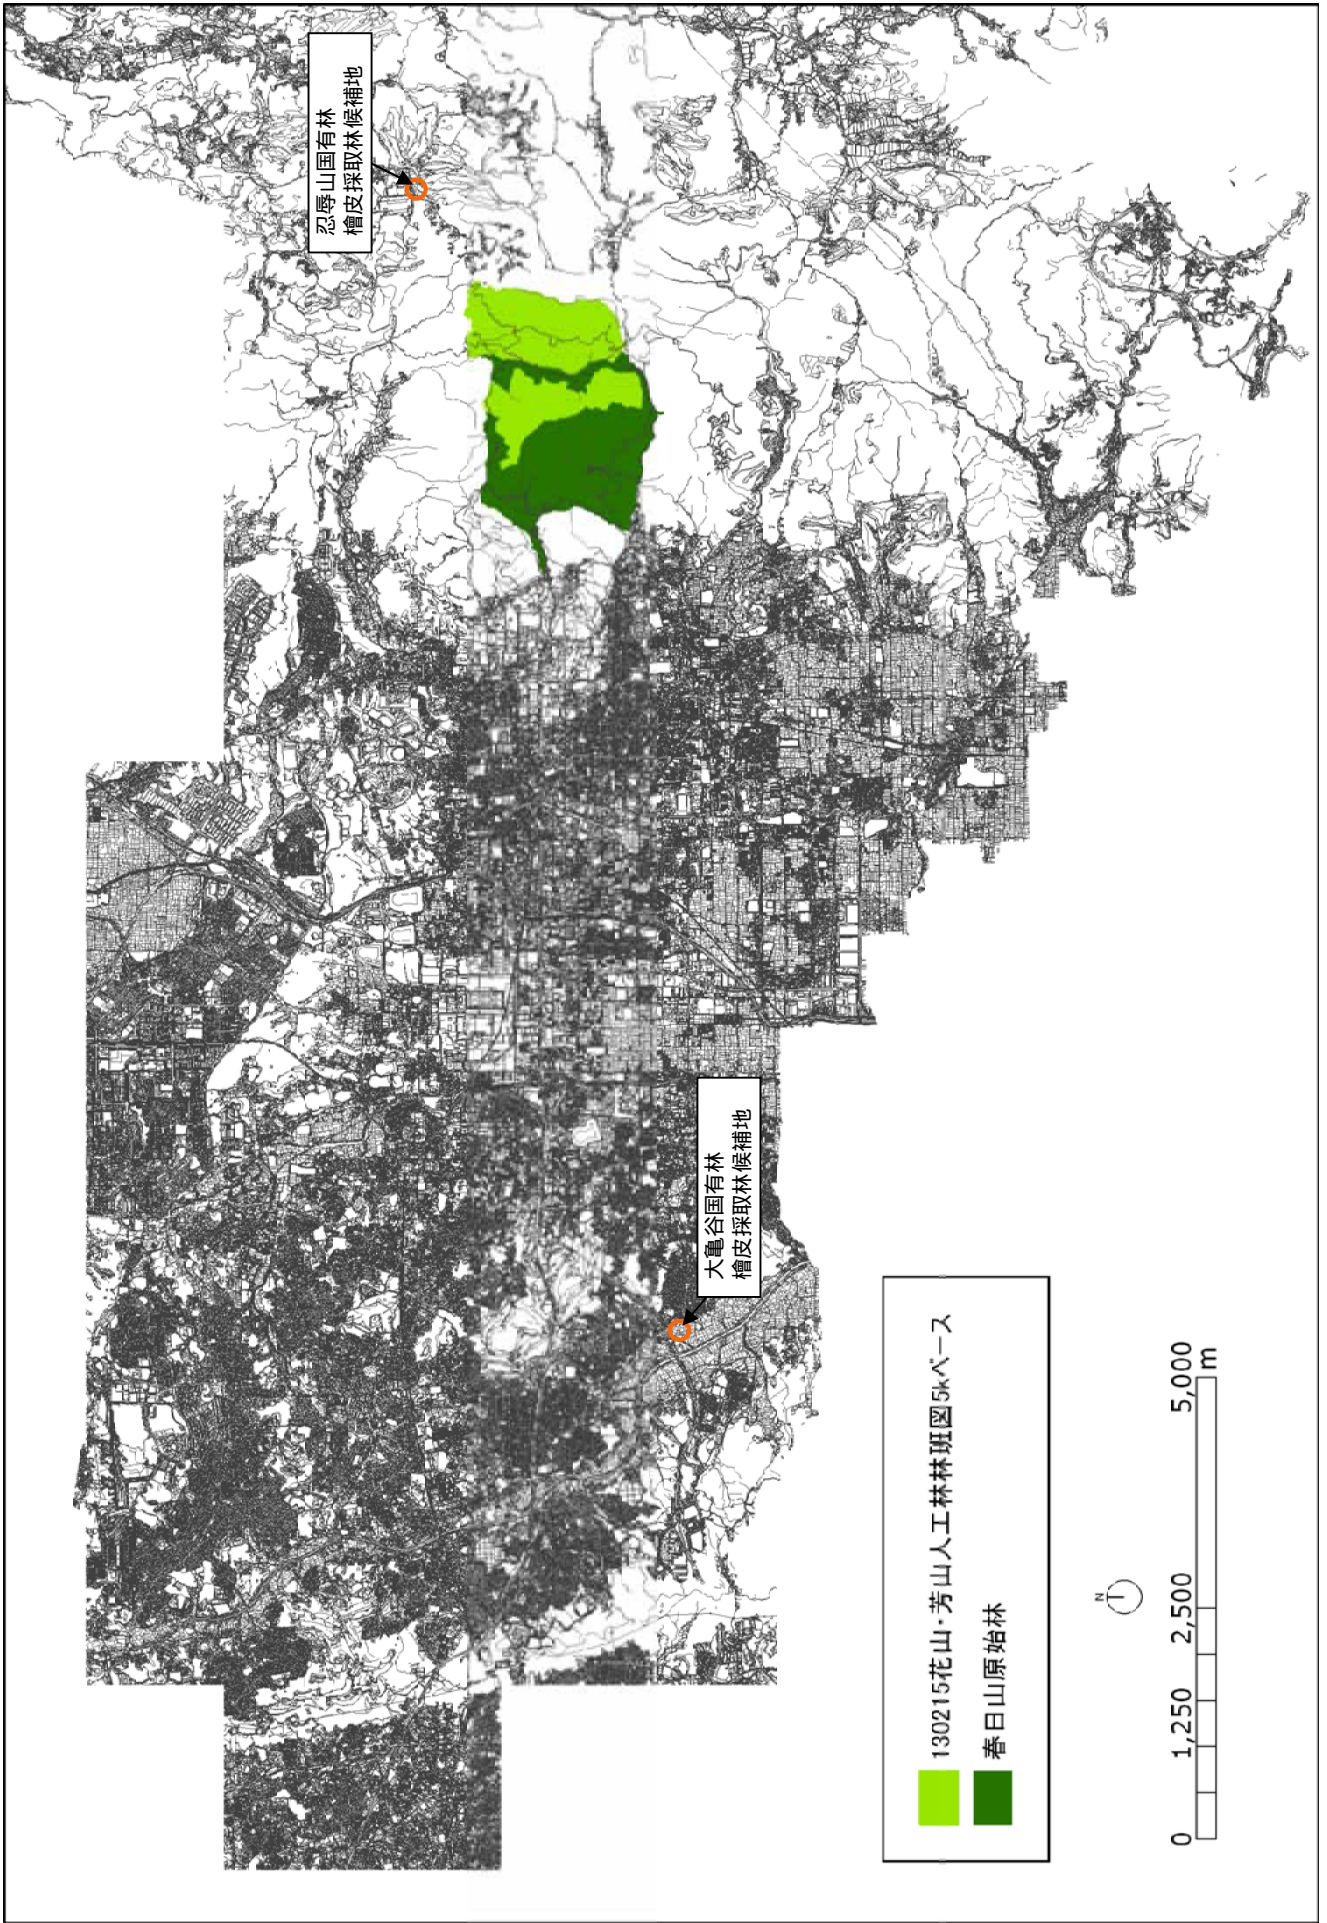 忍辱山国有林
檜皮採取林候補地
大亀谷国有林
檜皮採取林候補地
130215花山・芳山人工林林班図5kベース
春日山原始林
N
0 1,250 2,500 5,000
m